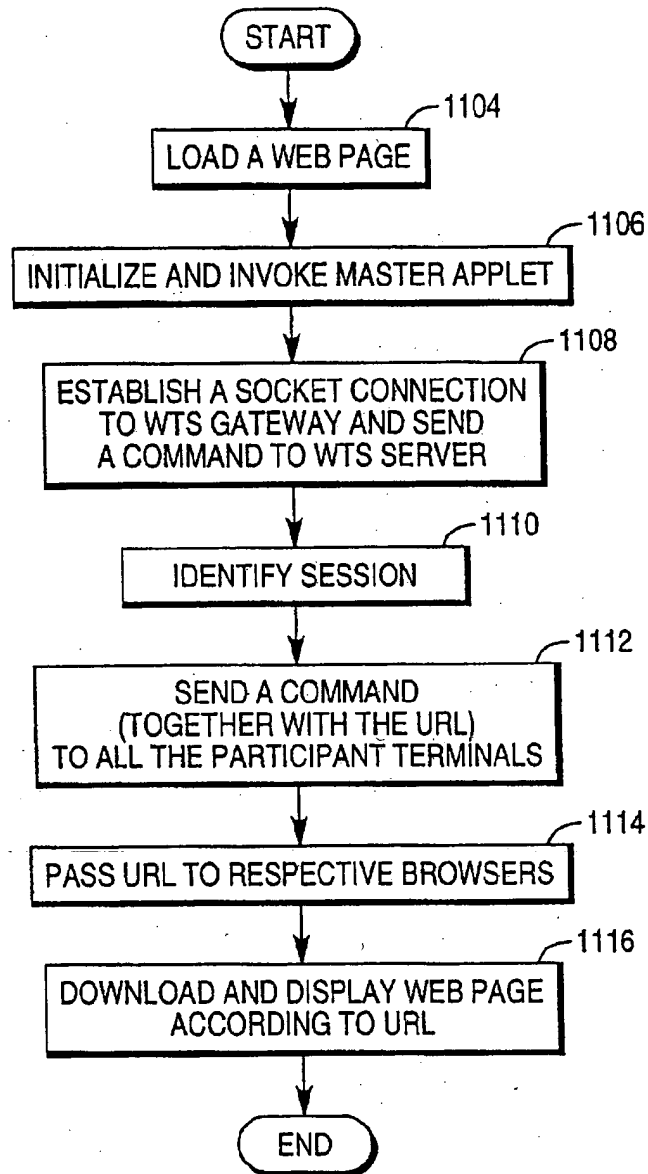 START
1104
LOAD A WEB PAGE
1106
INITIALIZE AND INVOKE MASTER APPLET
1108
ESTABLISH A SOCKET CONNECTION
TO WTS GATEWAY AND SEND
A COMMAND TO WTS SERVER
1110
IDENTIFY SESSION
1112
SEND A COMMAND
(TOGETHER WITH THE URL)
TO ALL THE PARTICIPANT TERMINALS
1114
PASS URL TO RESPECTIVE BROWSERS
1116
DOWNLOAD AND DISPLAY WEB PAGE
ACCORDING TO URL
END